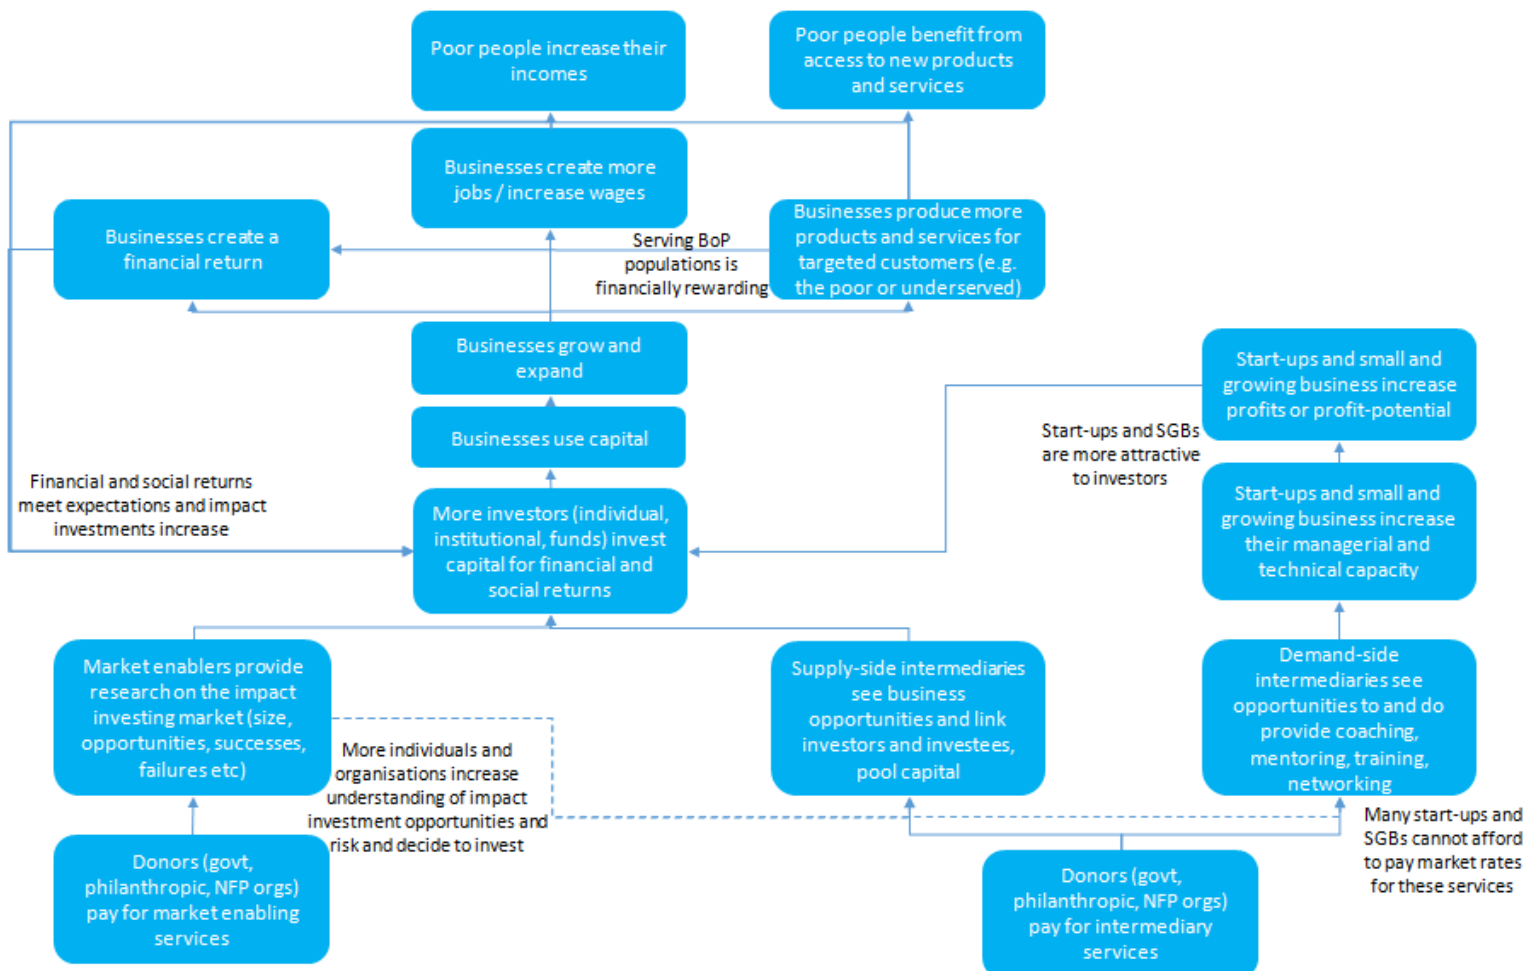 Poor people increase their
incomes
Poor people benefit from
access to new products
and services
Businesses create more
jobs / increase wages
Businesses create a
financial return
Serving BoP
populations is
financially rewarding
Businesses produce more
products and services for
targeted customers (e.g.
the poor or underserved)
Businesses grow and
expand
Start-ups and small and
growing business increase
profits or profit-potential
Businesses use capital
Start-ups and SGBs
are more attractive
to investors
Financial and social returns
meet expectations and impact
investments increase
More investors (individual,
institutional, funds) invest
capital for financial and
social returns
Start-ups and small and
growing business increase
their managerial and
technical capacity
Market enablers provide
research on the impact
investing market (size,
opportunities, successes,
failures etc)
More individuals and
organisations increase
understanding of impact
investment opportunities and
risk and decide to invest
Supply-side intermediaries
see business
opportunities and link
investors and investees,
pool capital
Demand-side
intermediaries see
opportunities to and do
provide coaching,
mentoring, training,
networking
Many start-ups and
SGBs cannot afford
to pay market rates
for these services
Donors (govt,
philanthropic, NFP orgs)
pay for market enabling
services
Donors (govt,
philanthropic, NFP orgs)
pay for intermediary
services